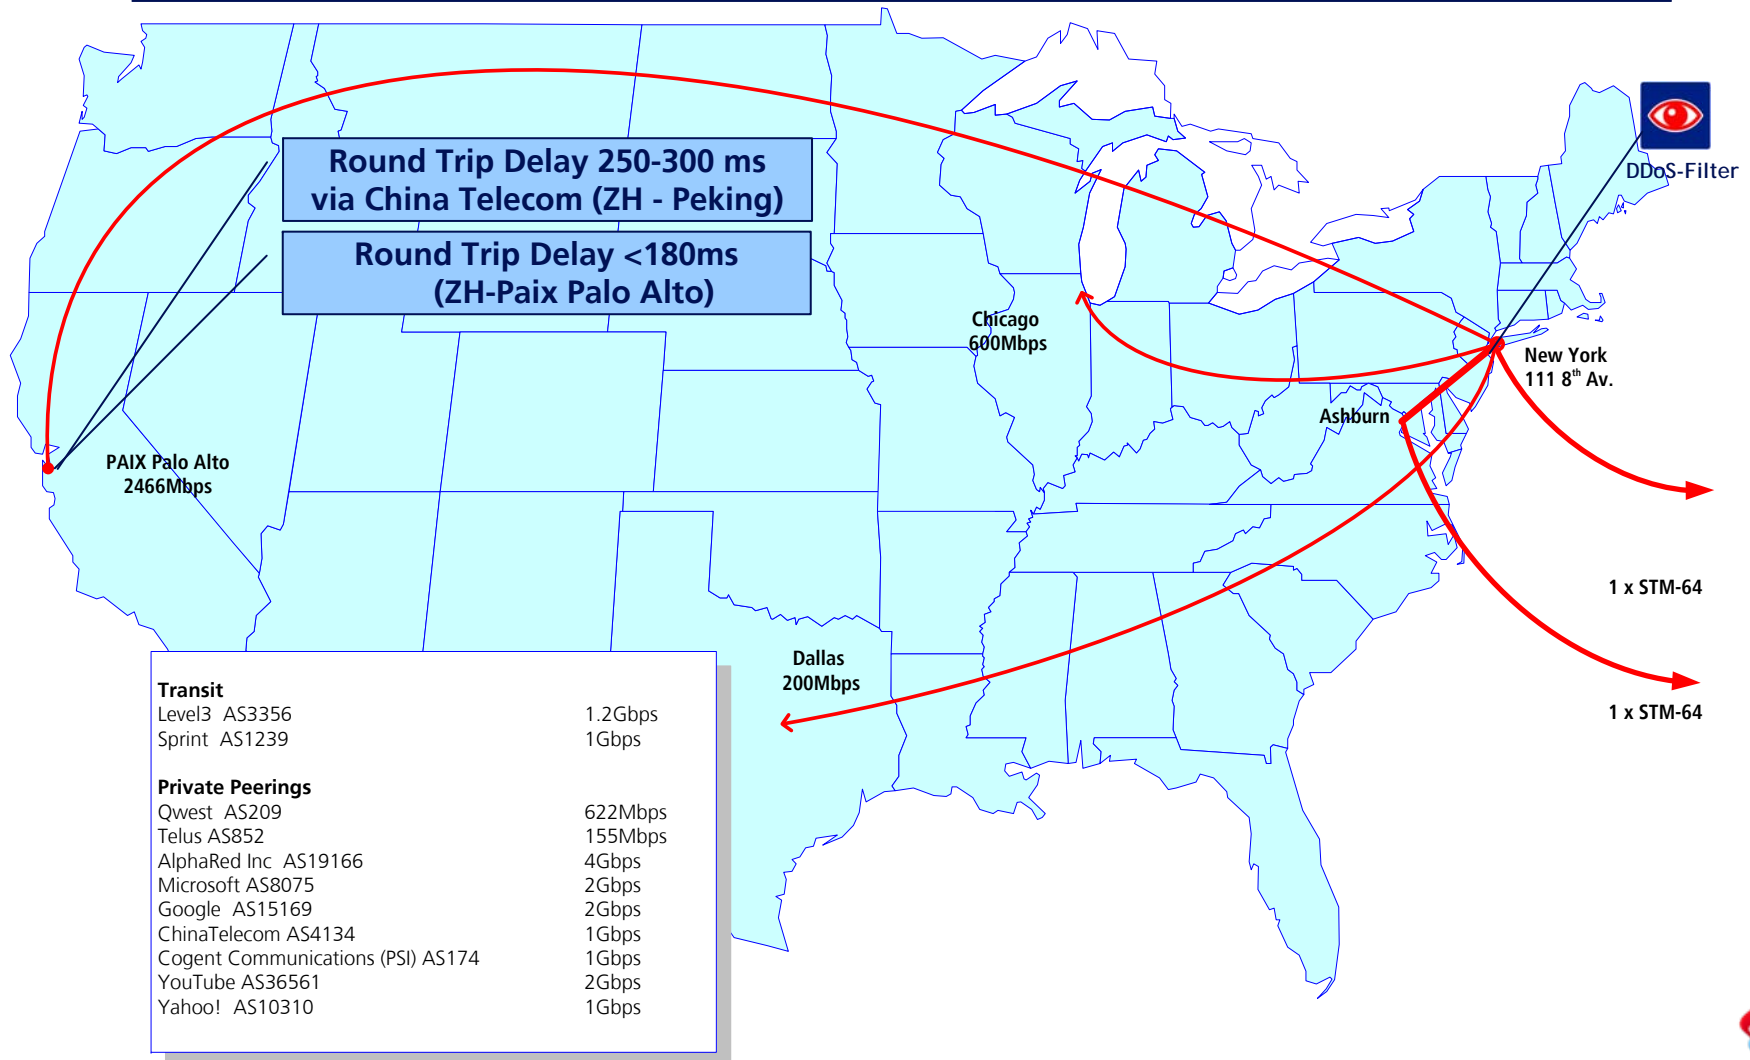 Round Trip Delay 250-300 ms
via China Telecom (ZH - Peking)
Round Trip Delay <180ms
(ZH-Paix Palo Alto)
DDoS-Filter
Chicago
600Mbps
New York
111 8th Av.
Ashburn
PAIX Palo Alto
2466Mbps
1 x STM-64
Dallas
200Mbps
1 x STM-64
Transit
Level3 AS3356 1.2Gbps
Sprint AS1239 1Gbps
Private Peerings
Qwest AS209 622Mbps
Telus AS852 155Mbps
AlphaRed Inc AS19166 4Gbps
Microsoft AS8075 2Gbps
Google AS15169 2Gbps
ChinaTelecom AS4134 1Gbps
Cogent Communications (PSI) AS174 1Gbps
YouTube AS36561 2Gbps
Yahoo! AS10310 1Gbps